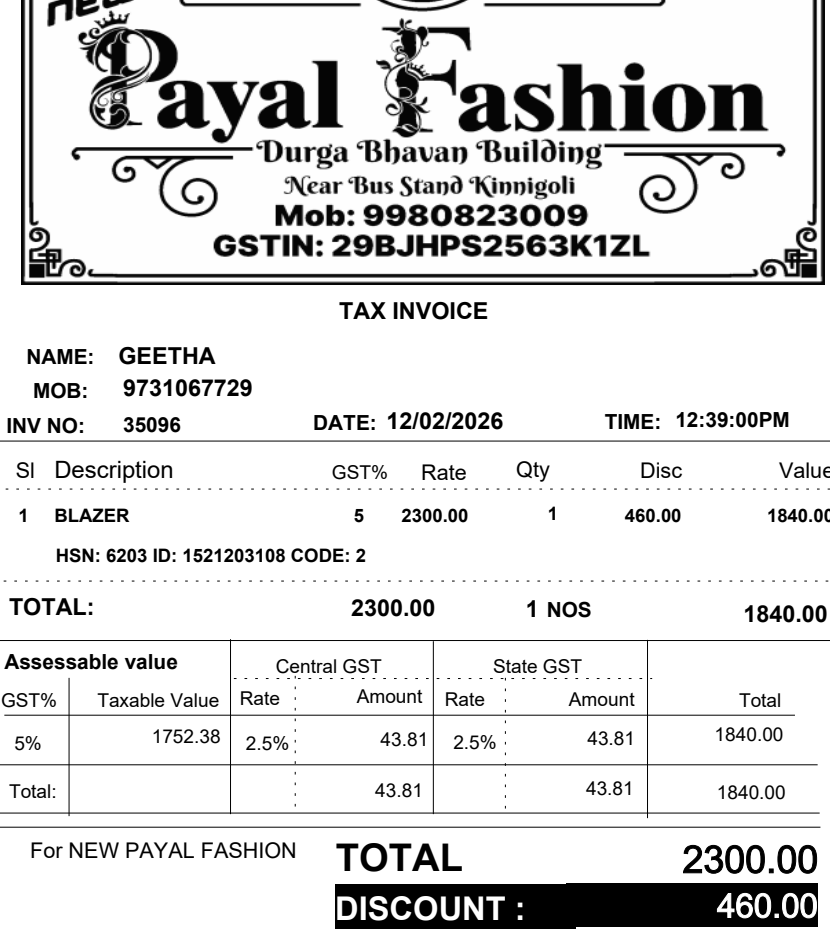 new
Payal Fashion
Durga Bhavan Building
Near Bus Stand Kinnigoli
Mob: 9980823009
GSTIN: 29BJHPS2563K1ZL
TAX INVOICE
NAME: GEETHA
MOB: 9731067729
INV NO: 35096 DATE: 12/02/2026 TIME: 12:39:00PM
Sl Description GST% Rate Qty Disc Value
1 BLAZER 5 2300.00 1 460.00 1840.00
HSN: 6203 ID: 1521203108 CODE: 2
TOTAL: 2300.00 1 NOS 1840.00
Assessable value Central GST State GST
GST% Taxable Value Rate Amount Rate Amount Total
5% 1752.38 2.5% 43.81 2.5% 43.81 1840.00
Total: 43.81 43.81 1840.00
For NEW PAYAL FASHION TOTAL 2300.00
DISCOUNT : 460.00